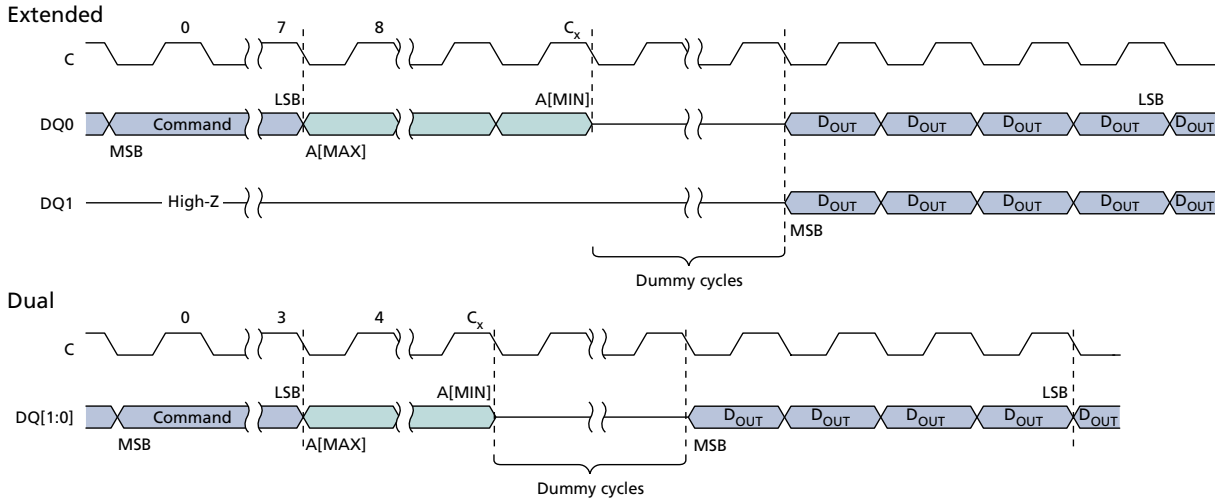 Extended
0 7 8 Cx
C
LSB A[MIN] LSB
DQ0 Command DOUT DOUT DOUT DOUT DOUT
MSB A[MAX]
DQ1 High-Z DOUT DOUT DOUT DOUT DOUT
MSB
Dummy cycles
Dual
0 3 4 Cx
C
LSB A[MIN] LSB
DQ[1:0] Command DOUT DOUT DOUT DOUT DOUT
MSB A[MAX] MSB
Dummy cycles